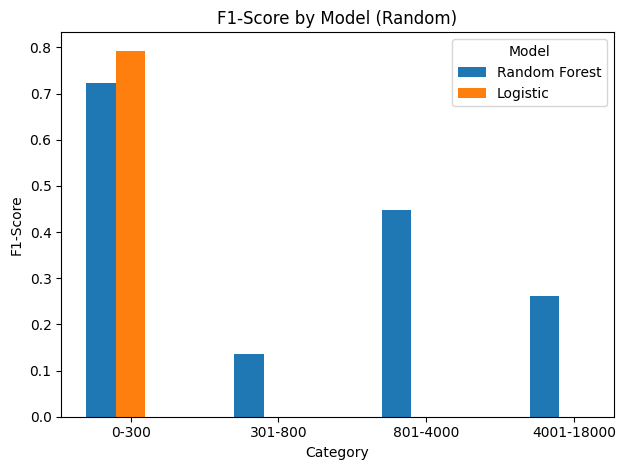 F1-Score by Model (Random)
Model
Random Forest
Logistic
F1-Score
0.8
0.7
0.6
0.5
0.4
0.3
0.2
0.1
0.0
0-300
301-800
801-4000
4001-18000
Category